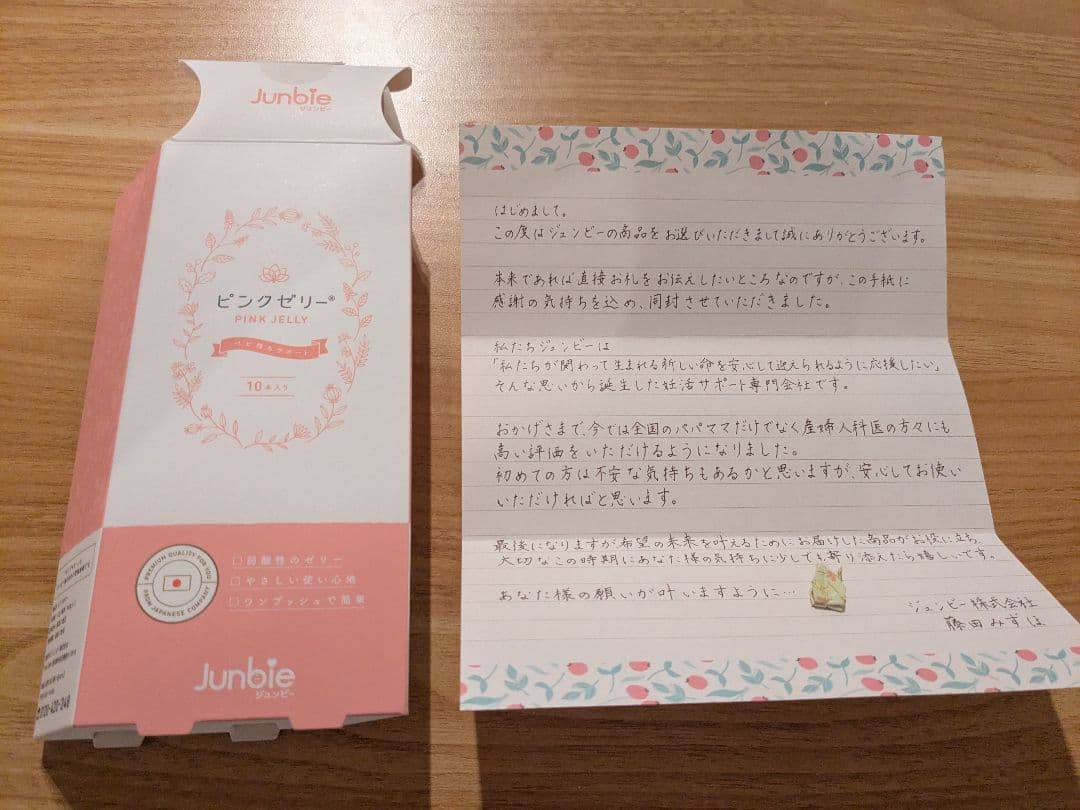 Junbie
ジュンビー
ピンクゼリー®
PINK JELLY
ベビ待ちサポート
10本入り
PREMIUM QUALITY FOR YOU
FROM JAPANESE COMPANY
□弱酸性のゼリー
□やさしい使い心地
□ワンプッシュで簡単
Junbie
ジュンビー
はじめまして。
この度はジュンビーの商品をお選びいただきまして誠にありがとうございます。
本来であれば直接お礼をお伝えしたいところなのですが、この手紙に
感謝の気持ちを込め、同封させていただきました。
私たちジュンビーは
「私たちが関わって生まれる新しい命を安心して迎えられるように応援したい」
そんな思いから誕生した妊活サポート専門会社です。
おかげさまで、今では全国のパパママだけでなく産婦人科医の方々にも
高い評価をいただけるようになりました。
初めての方は不安な気持ちもあるかと思いますが、安心してお使い
いただければと思います。
最後になりますが希望の未来を叶えるためにお届けした商品がお役に立ち、
大切なこの時期にあなた様の気持ちに少しでも寄り添えたら嬉しいです。
あなた様の願いが叶いますように…
ジュンビー株式会社
藤田みずほ